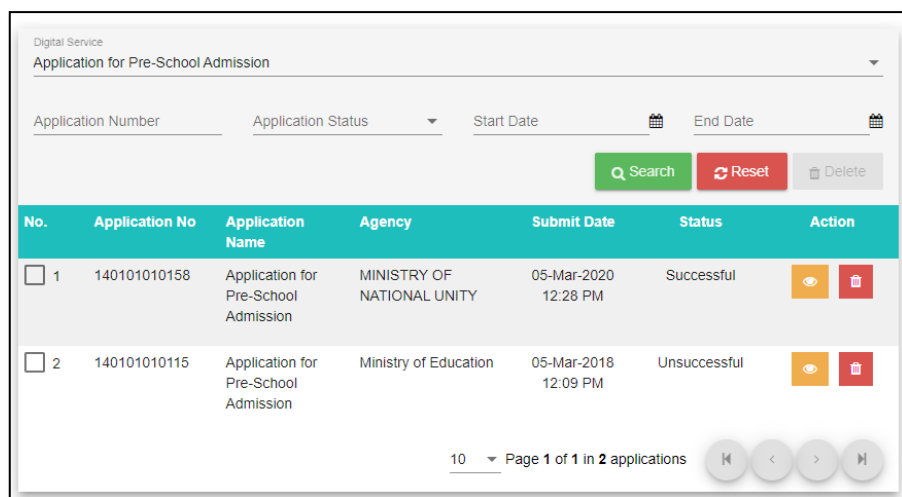 Digital Service
Application for Pre-School Admission
Application Number Application Status Start Date End Date
Search Reset Delete
No. Application No Application Name Agency Submit Date Status Action
1 140101010158 Application for Pre-School Admission MINISTRY OF NATIONAL UNITY 05-Mar-2020 12:28 PM Successful
2 140101010115 Application for Pre-School Admission Ministry of Education 05-Mar-2018 12:09 PM Unsuccessful
10 Page 1 of 1 in 2 applications